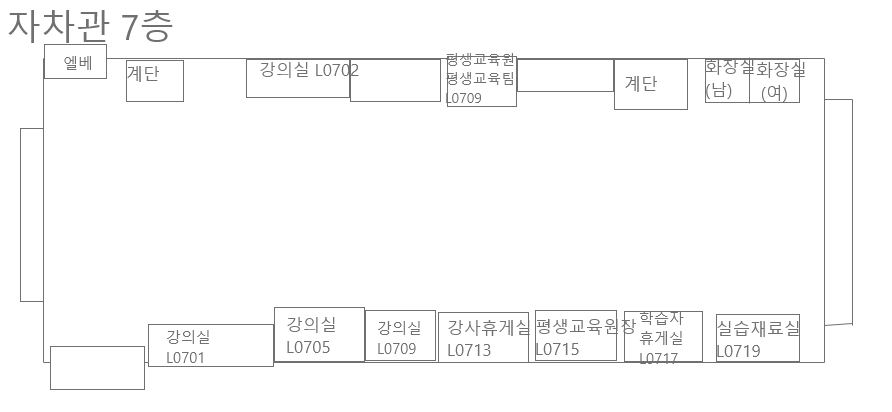 자차관 7층
엘베
계단
강의실 L0702
평생교육원
평생교육팀
L0709
계단
화장실
(남)
화장실
(여)
강의실
L0701
강의실
L0705
강의실
L0709
강사휴게실
L0713
평생교육원장
L0715
학습자
휴게실
L0717
실습재료실
L0719